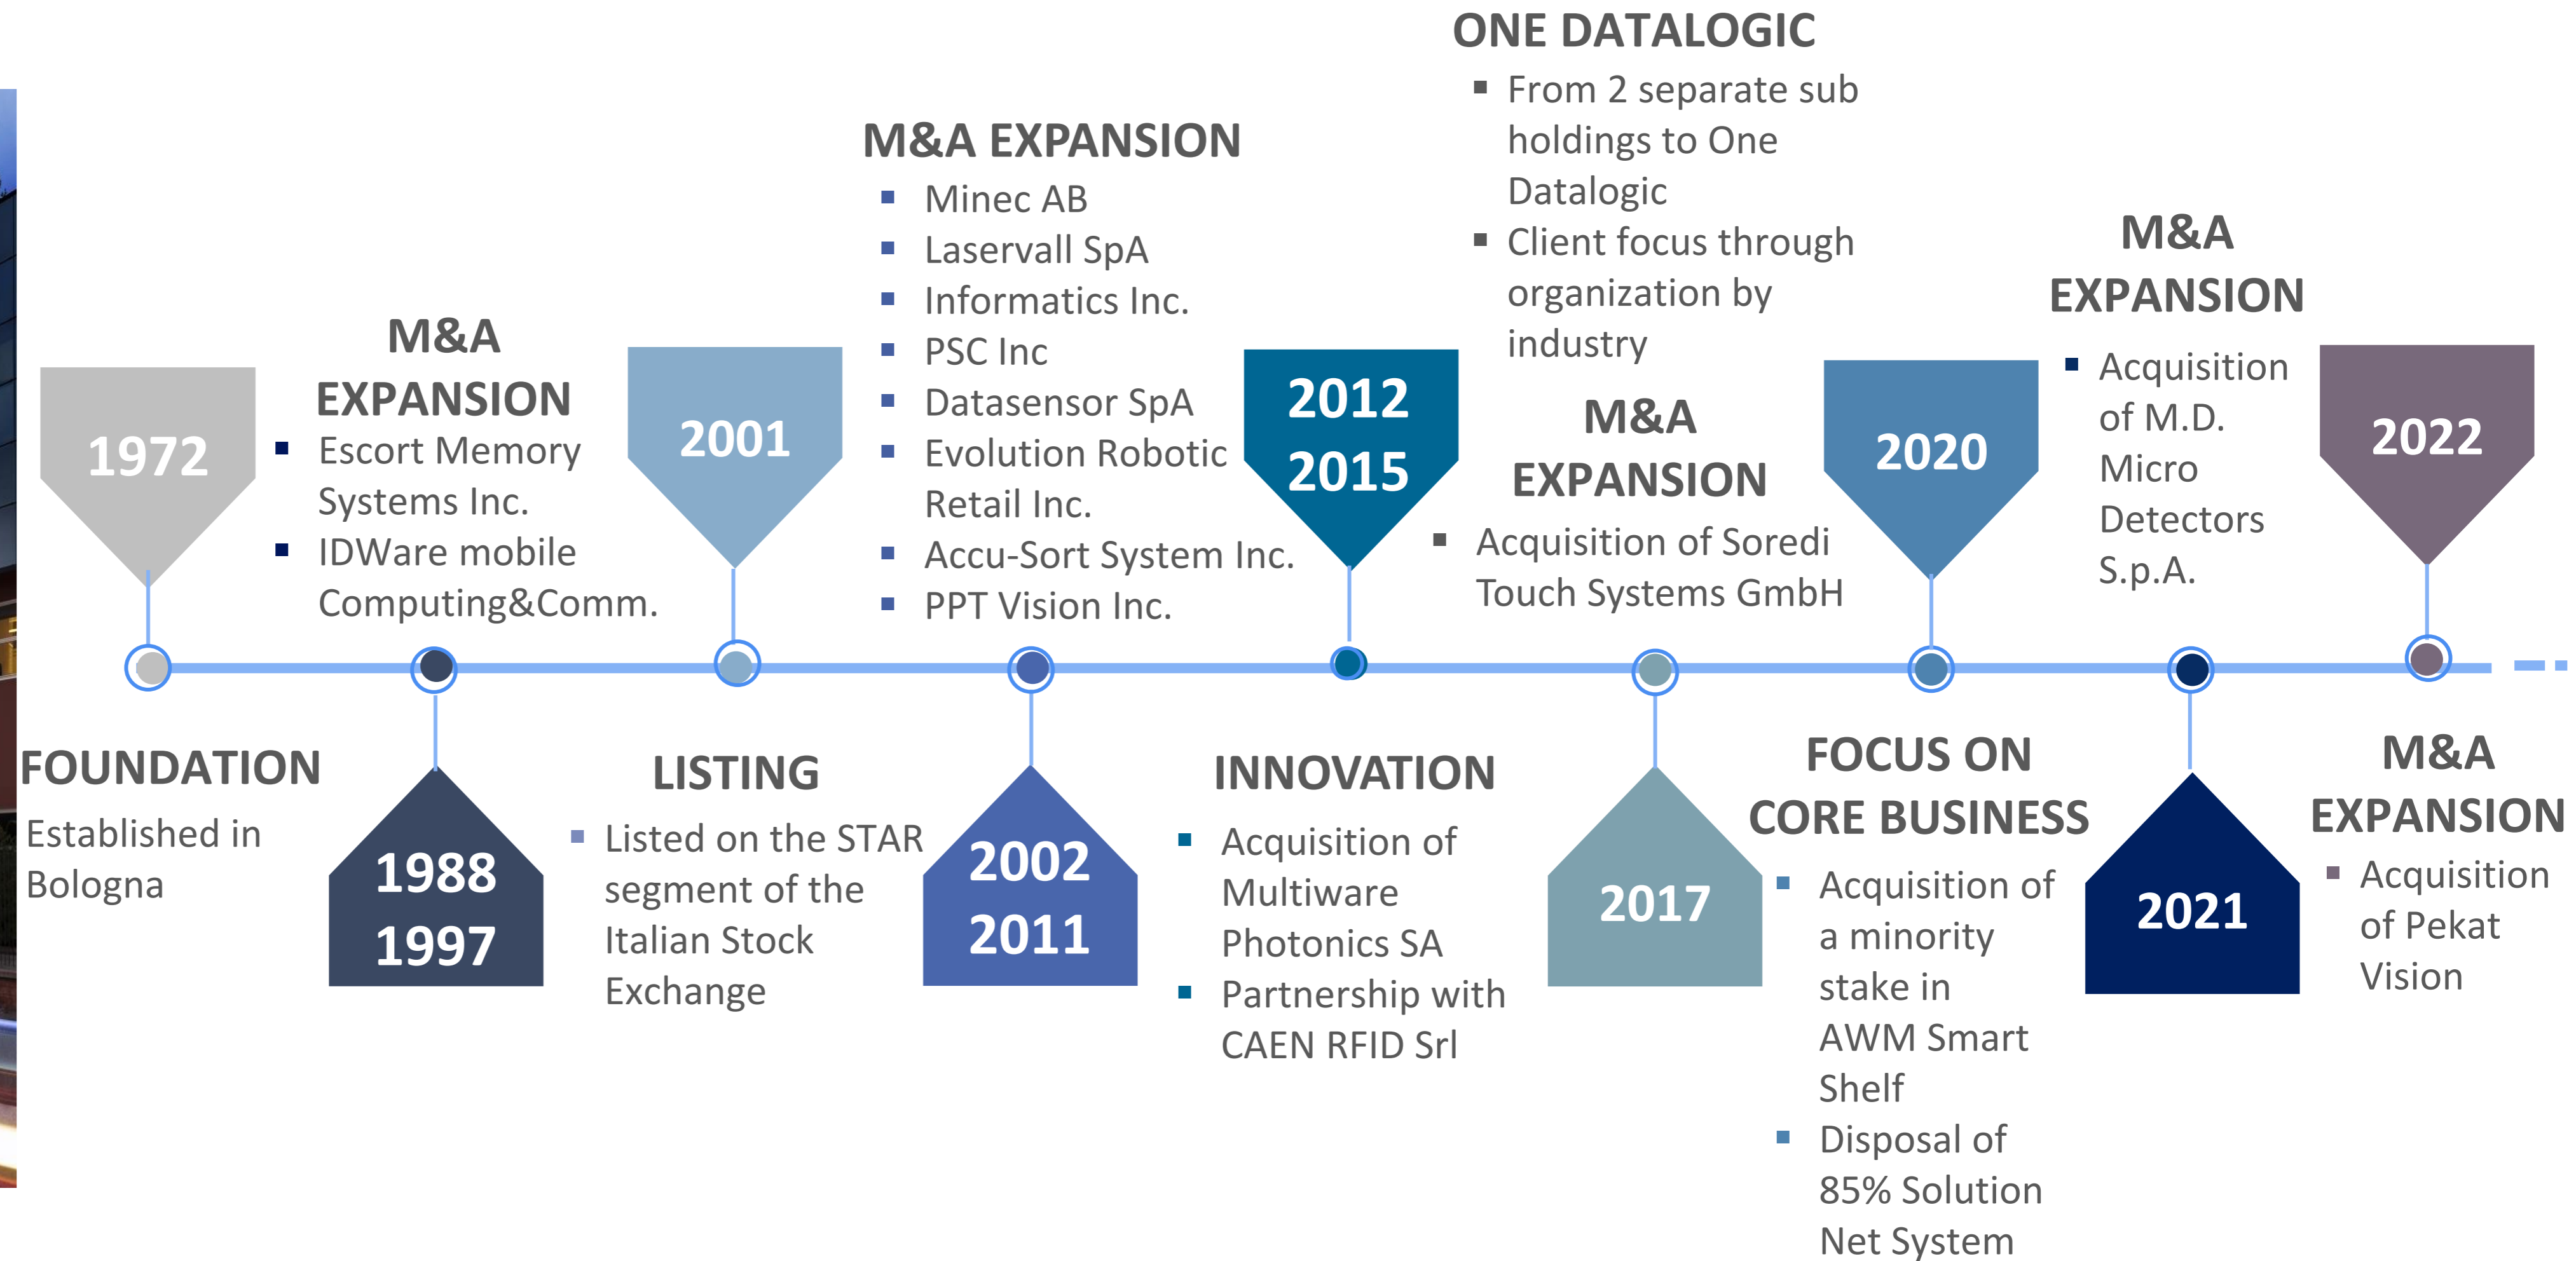 1972
FOUNDATION
Established in
Bologna
M&A
EXPANSION
Escort Memory
Systems Inc.
IDWare mobile
Computing&Comm.
1988
1997
2001
LISTING
Listed on the STAR
segment of the
Italian Stock
Exchange
M&A EXPANSION
Minec AB
Laservall SpA
Informatics Inc.
PSC Inc
Datasensor SpA
Evolution Robotic
Retail Inc.
Accu-Sort System Inc.
PPT Vision Inc.
2002
2011
2012
2015
INNOVATION
Acquisition of
Multiware
Photonics SA
Partnership with
CAEN RFID Srl
ONE DATALOGIC
From 2 separate sub
holdings to One
Datalogic
Client focus through
organization by
industry
M&A
EXPANSION
Acquisition of Soredi
Touch Systems GmbH
2017
2020
FOCUS ON
CORE BUSINESS
Acquisition of
a minority
stake in
AWM Smart
Shelf
Disposal of
85% Solution
Net System
M&A
EXPANSION
Acquisition
of M.D.
Micro
Detectors
S.p.A.
2021
2022
M&A
EXPANSION
Acquisition
of Pekat
Vision